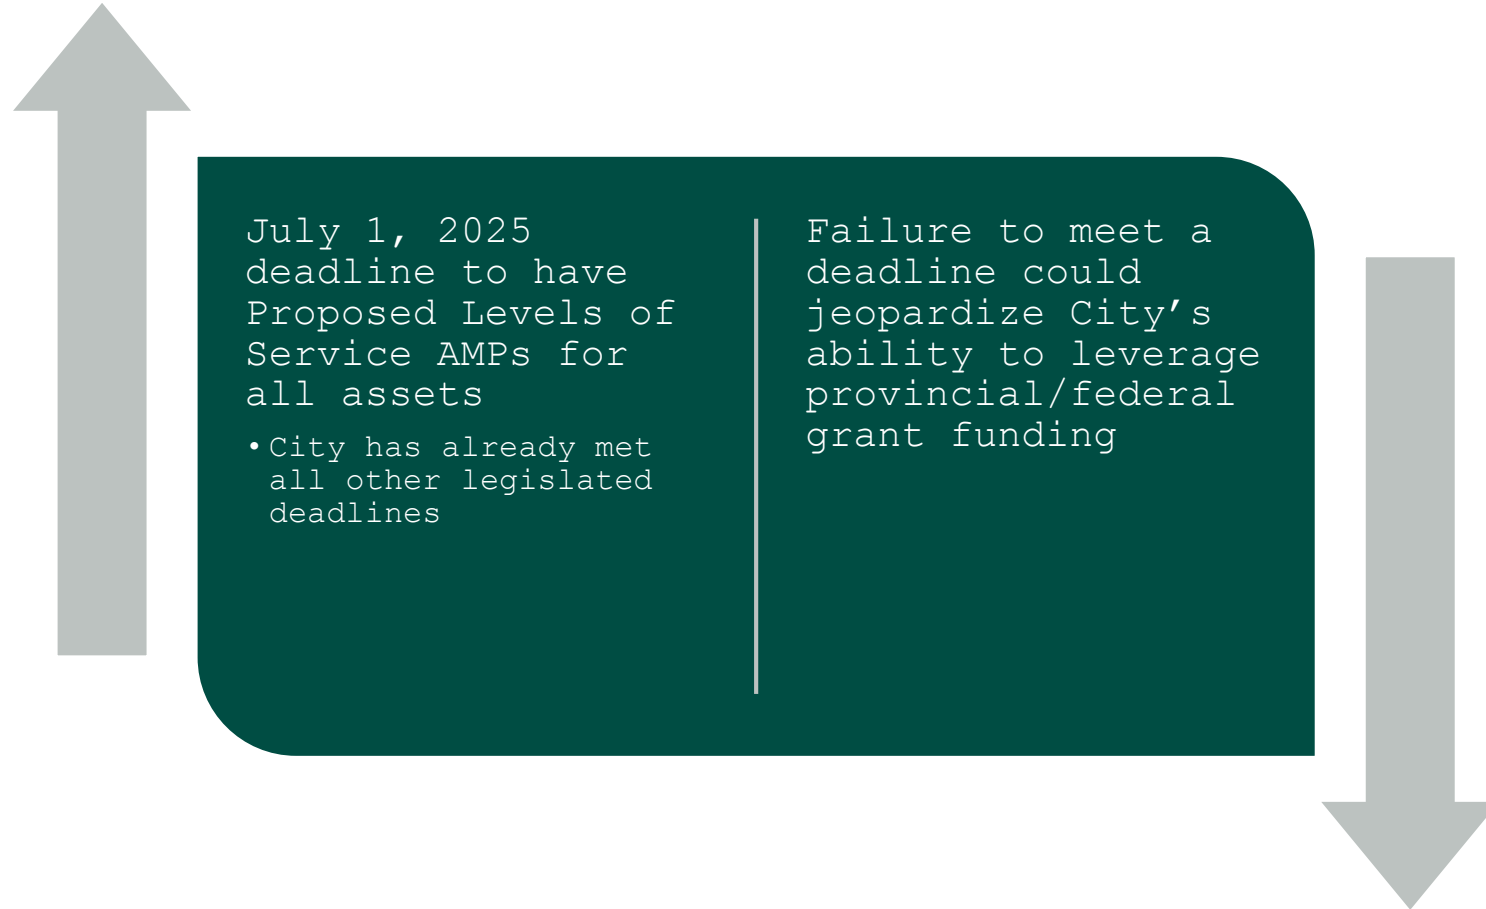 July 1, 2025
deadline to have
Proposed Levels of
Service AMPs for
all assets
• City has already met
all other legislated
deadlines
Failure to meet a
deadline could
jeopardize City’s
ability to leverage
provincial/federal
grant funding